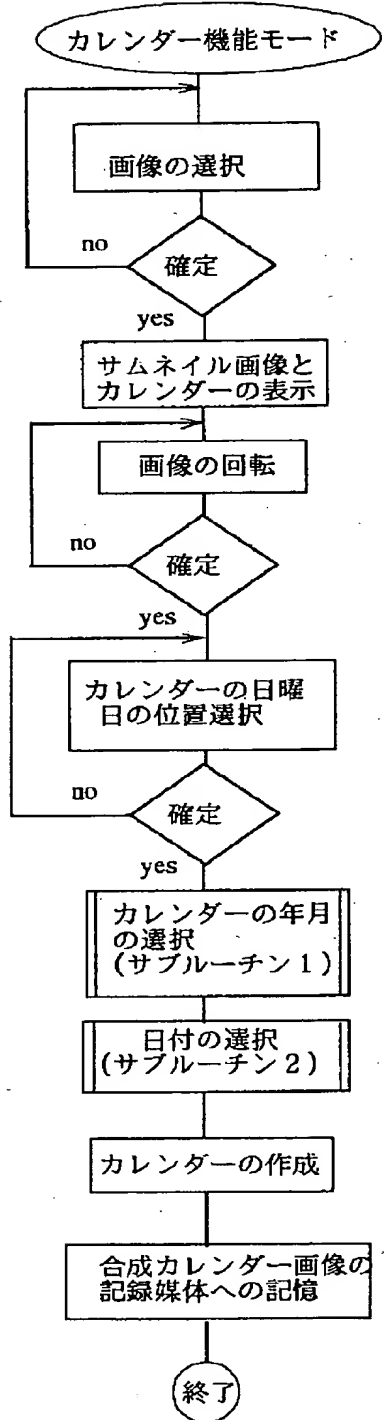 カレンダー機能モード
画像の選択
no
確定
yes
サムネイル画像と
カレンダーの表示
画像の回転
no
確定
yes
カレンダーの日曜
日の位置選択
no
確定
yes
カレンダーの年月
の選択
(サブルーチン1)
日付の選択
(サブルーチン2)
カレンダーの作成
合成カレンダー画像の
記録媒体への記憶
終了